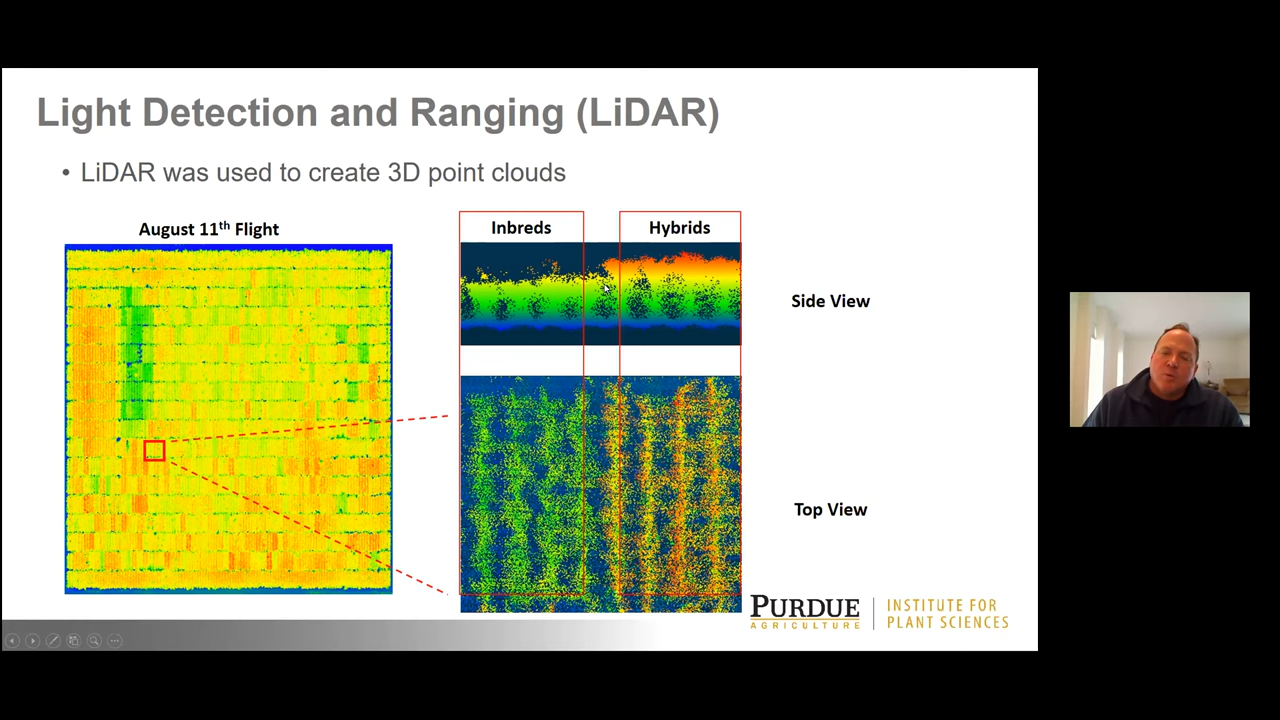 Light Detection and Ranging (LiDAR)
• LiDAR was used to create 3D point clouds
August 11th Flight
Inbreds
Hybrids
Side View
Top View
PURDUE
AGRICULTURE
INSTITUTE FOR
PLANT SCIENCES